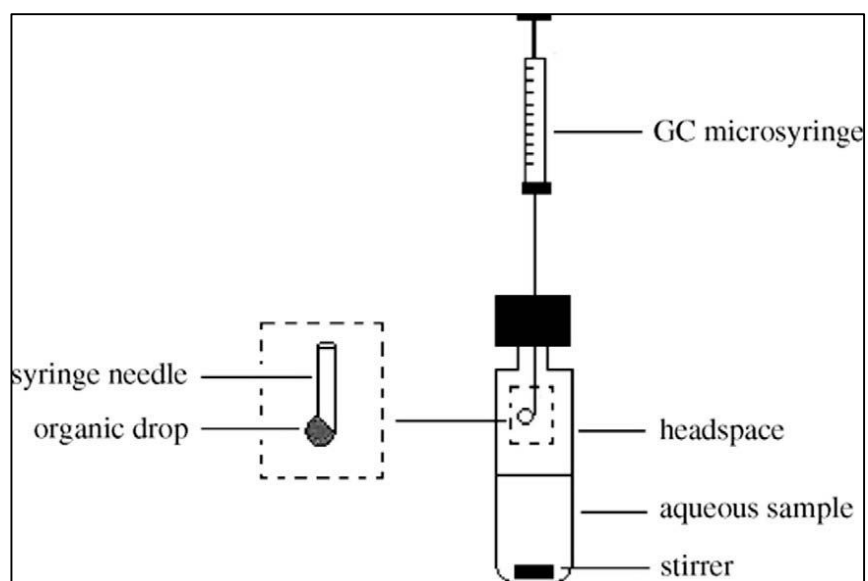 GC microsyringe
syringe needle
organic drop
headspace
aqueous sample
stirrer